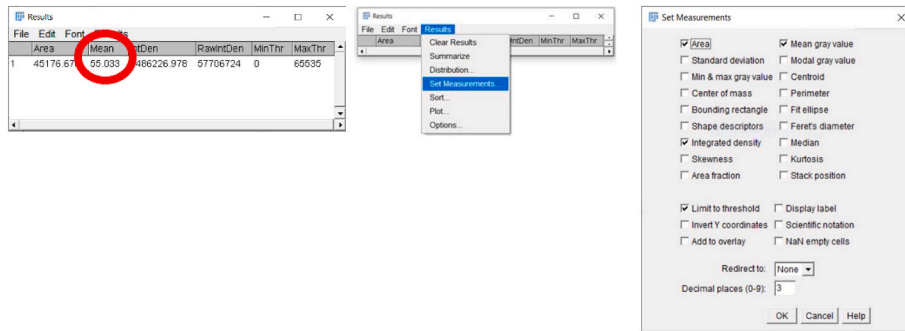 Results
File Edit Font
Area Mean RawIntDen MinThr MaxThr
1 55.033 57706724 0 65535
Results
File Edit Font Results
Area MinThr MaxThr
Clear Results
Summarize
Distribution...
Set Measurements...
Sort...
Plot...
Options...
Set Measurements
Area Mean gray value
Standard deviation Modal gray value
Min & max gray value Centroid
Center of mass Perimeter
Bounding rectangle Fit ellipse
Shape descriptors Feret's diameter
Integrated density Median
Skewness Kurtosis
Area fraction Stack position
Limit to threshold Display label
Invert Y coordinates Scientific notation
Add to overlay NaN empty cells
Redirect to: None
Decimal places (0-9): 3
OK Cancel Help